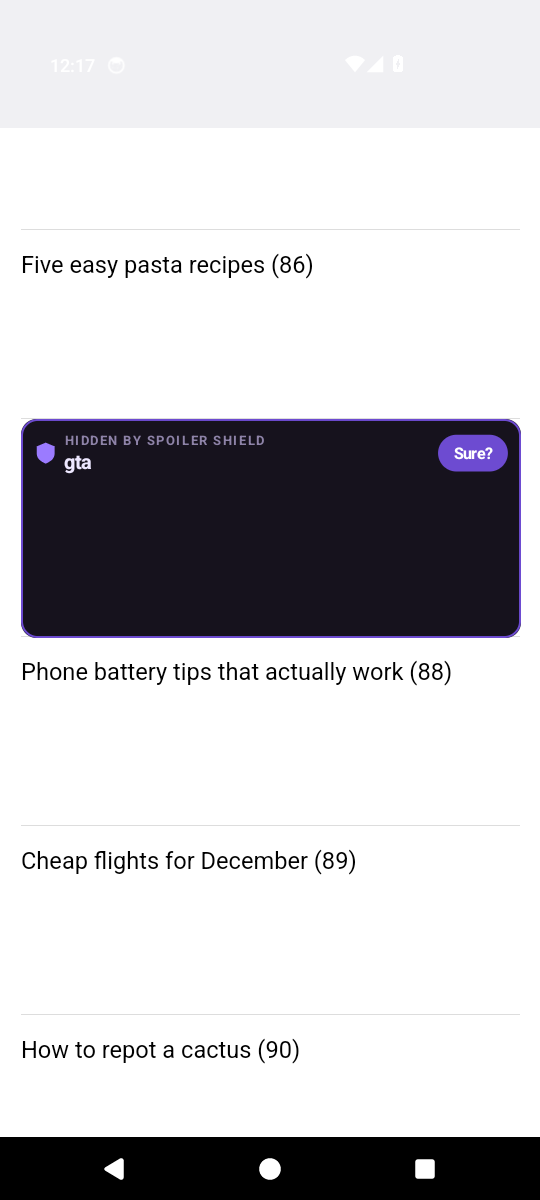 12:17
Five easy pasta recipes (86)
HIDDEN BY SPOILER SHIELD
gta
Sure?
Phone battery tips that actually work (88)
Cheap flights for December (89)
How to repot a cactus (90)